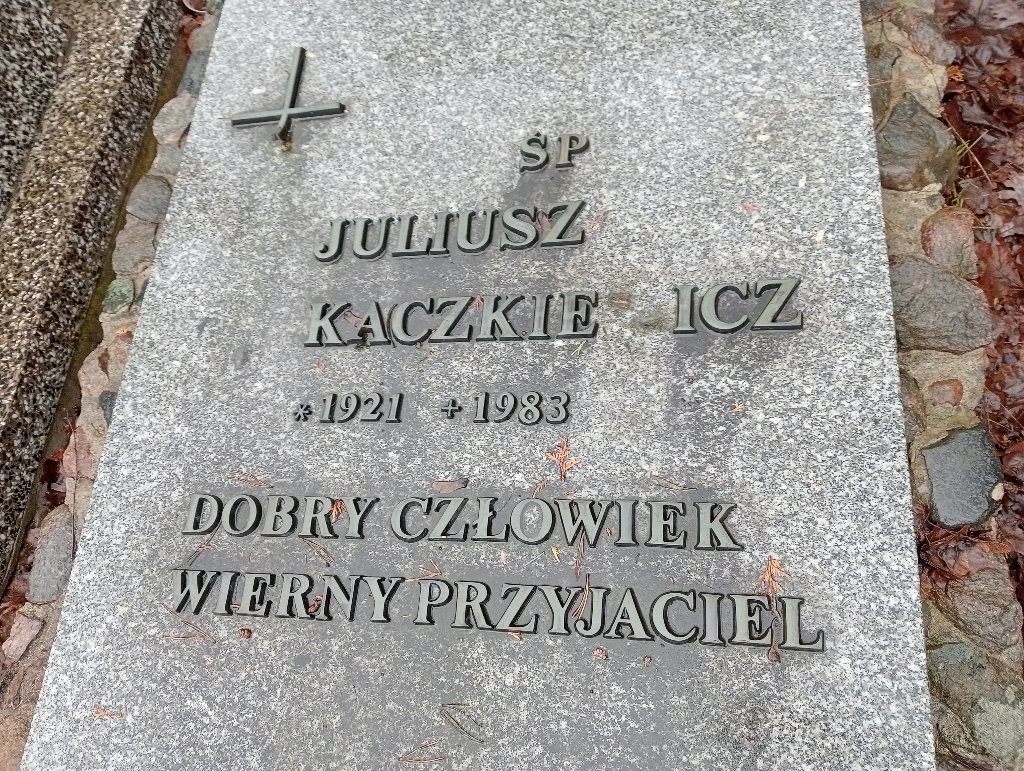 ŚP
JULIUSZ
KACZKIE ICZ
* 1921 + 1983
DOBRY CZŁOWIEK
WIERNY PRZYJACIEL